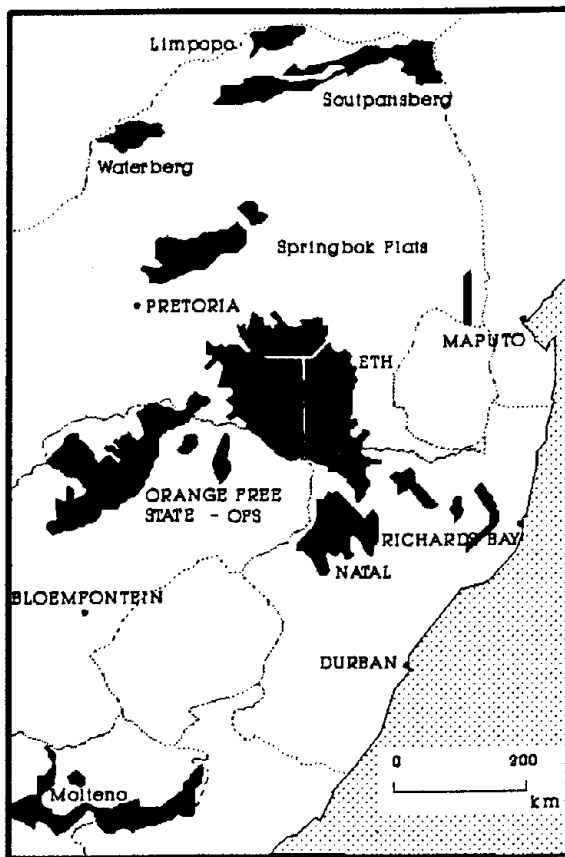 Limpopo
Soutpansberg
Waterberg
Springbok Flats
PRETORIA
MAPUTO
ETH
ORANGE FREE
STATE - OFS
RICHARDS BAY
NATAL
BLOEMFONTEIN
DURBAN
0 200
km
Molteno